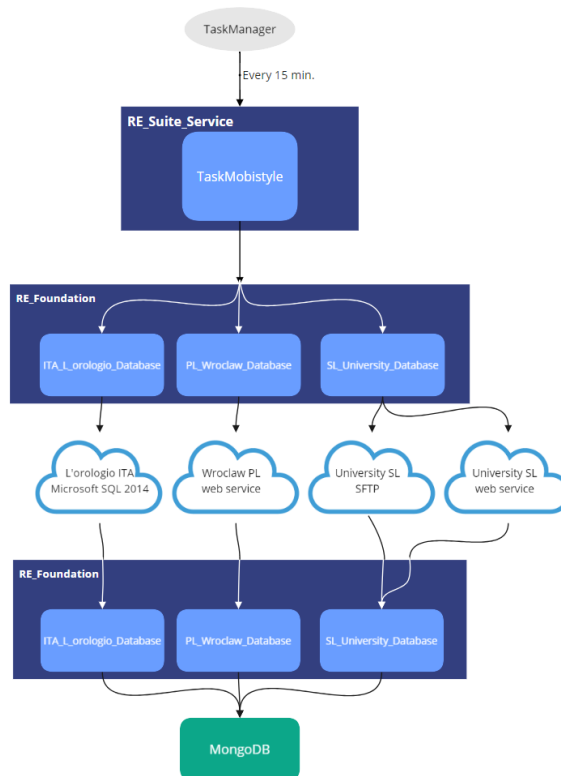 TaskManager
Every 15 min.
RE_Suite_Service
TaskMobistyle
RE_Foundation
ITA_L_orologio_Database
PL_Wroclaw_Database
SL_University_Database
L'orologio ITA
Microsoft SQL 2014
Wroclaw PL
web service
University SL
SFTP
University SL
web service
RE_Foundation
ITA_L_orologio_Database
PL_Wroclaw_Database
SL_University_Database
MongoDB